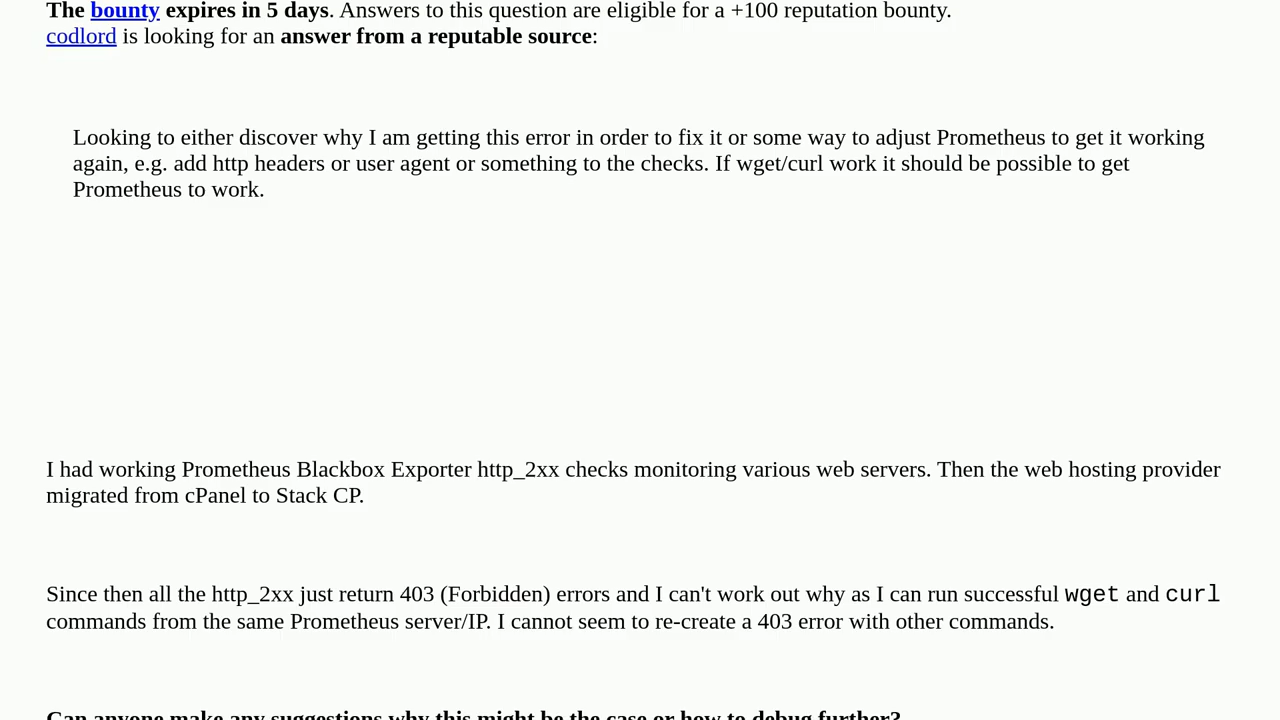 The bounty expires in 5 days. Answers to this question are eligible for a +100 reputation bounty.
codlord is looking for an answer from a reputable source:
Looking to either discover why I am getting this error in order to fix it or some way to adjust Prometheus to get it working
again, e.g. add http headers or user agent or something to the checks. If wget/curl work it should be possible to get
Prometheus to work.
I had working Prometheus Blackbox Exporter http_2xx checks monitoring various web servers. Then the web hosting provider
migrated from cPanel to Stack CP.
Since then all the http_2xx just return 403 (Forbidden) errors and I can't work out why as I can run successful wget and curl
commands from the same Prometheus server/IP. I cannot seem to re-create a 403 error with other commands.
Can anyone make any suggestions why this might be the case or how to debug further?